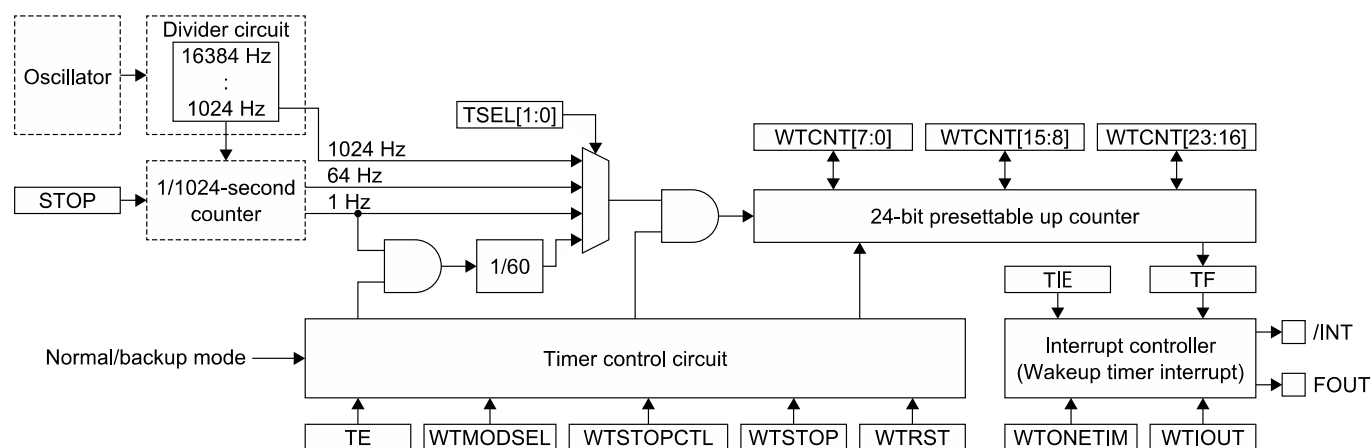 Divider circuit
16384 Hz
:
1024 Hz
Oscillator
TSEL[1:0]
WTCNT[7:0]
WTCNT[15:8]
WTCNT[23:16]
1024 Hz
64 Hz
1 Hz
STOP
1/1024-second
counter
24-bit presettable up counter
1/60
TIE
TF
Normal/backup mode
Timer control circuit
Interrupt controller
(Wakeup timer interrupt)
/INT
FOUT
TE
WTMODSEL
WTSTOPCTL
WTSTOP
WTRST
WTONETIM
WTIOUT